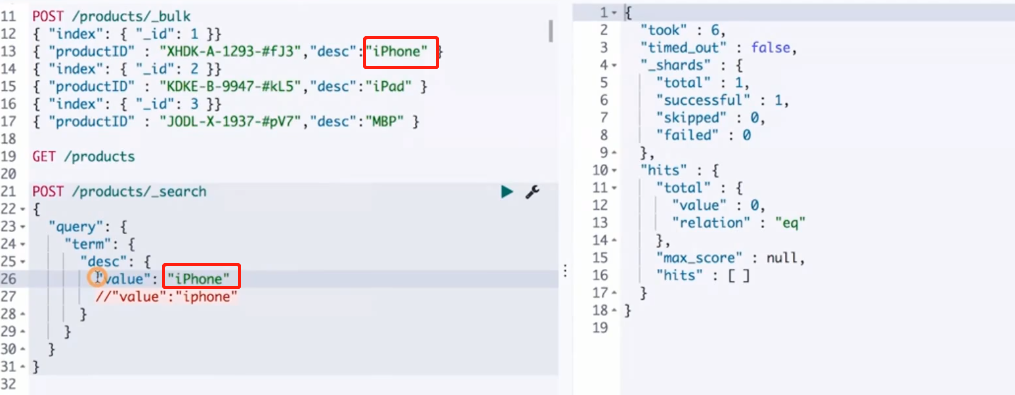 11 POST /products/_bulk
12 { "index": { "_id": 1 }}
13 { "productID" : "XHDK-A-1293-#fJ3","desc":"iPhone" }
14 { "index": { "_id": 2 }}
15 { "productID" : "KDKE-B-9947-#kL5","desc":"iPad" }
16 { "index": { "_id": 3 }}
17 { "productID" : "JODL-X-1937-#pV7","desc":"MBP" }
18
19 GET /products
20
21 POST /products/_search
22 {
23 "query": {
24 "term": {
25 "desc": {
26 "value": "iPhone"
27 //"value":"iphone"
28 }
29 }
30 }
31 }
32
1 {
2 "took" : 6,
3 "timed_out" : false,
4 "_shards" : {
5 "total" : 1,
6 "successful" : 1,
7 "skipped" : 0,
8 "failed" : 0
9 },
10 "hits" : {
11 "total" : {
12 "value" : 0,
13 "relation" : "eq"
14 },
15 "max_score" : null,
16 "hits" : [ ]
17 }
18 }
19